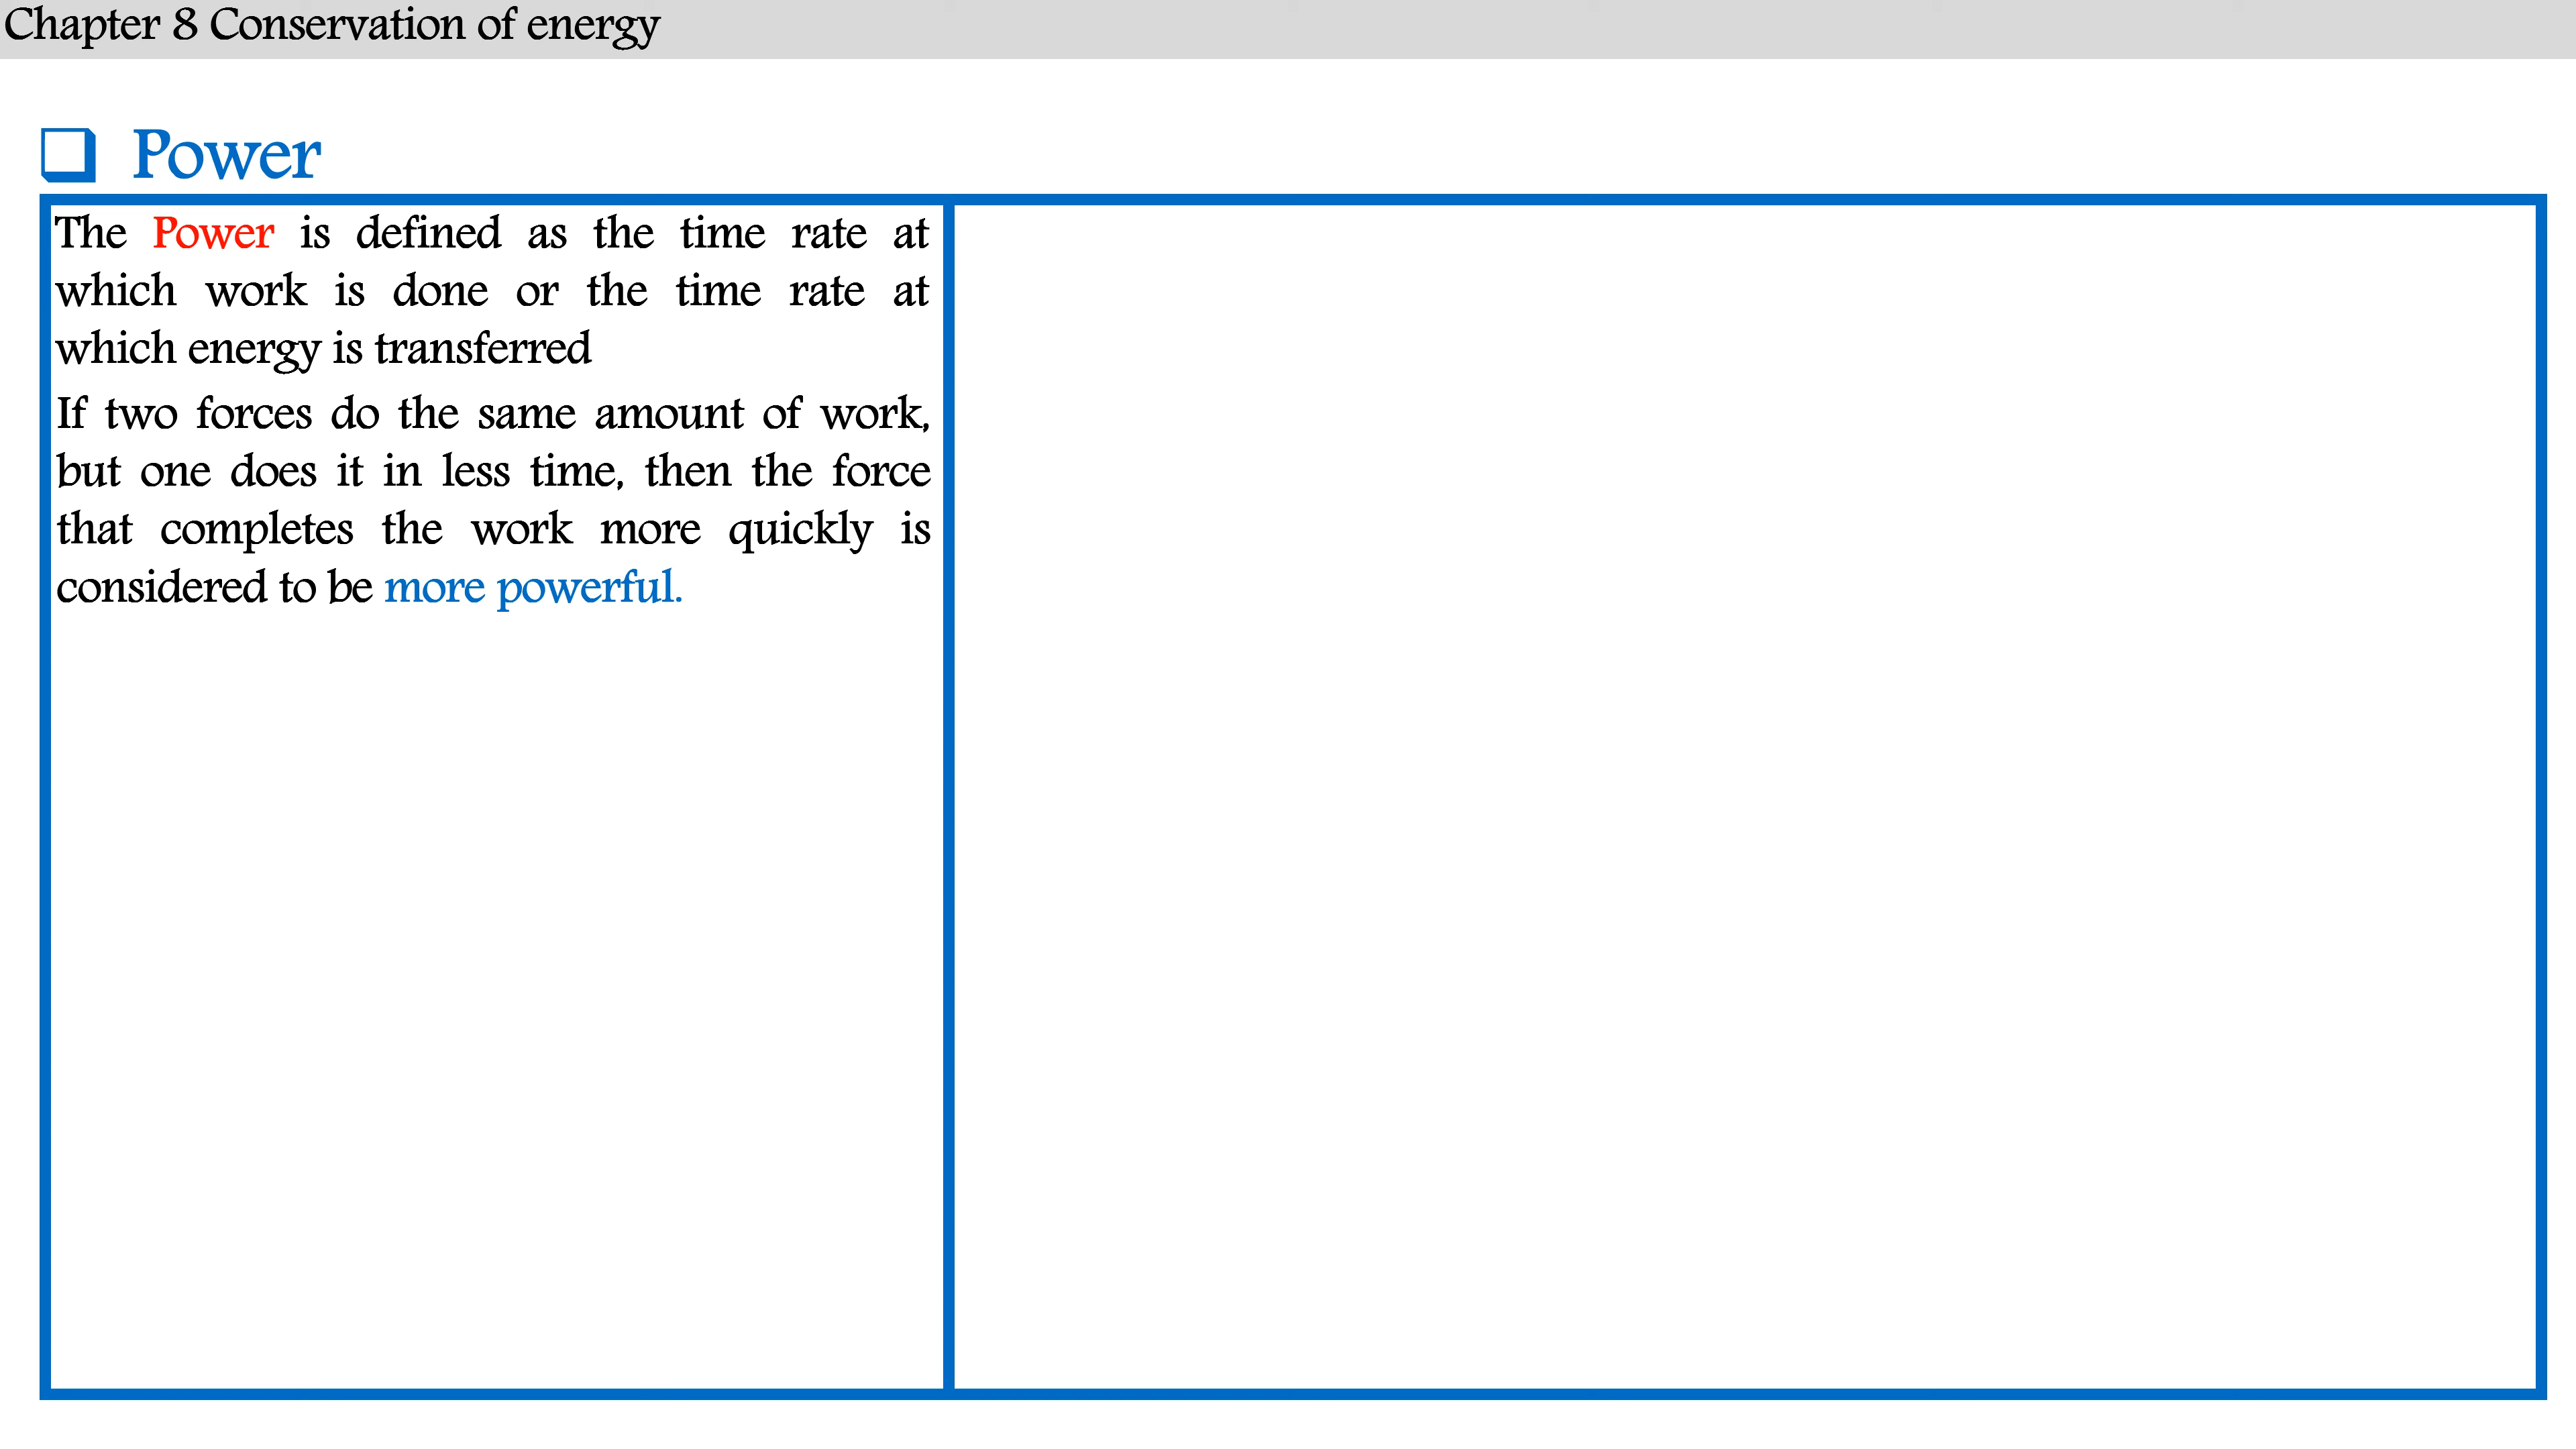 Chapter 8 Conservation of energy
Power
The Power is defined as the time rate at
which work is done or the time rate at
which energy is transferred
If two forces do the same amount of work,
but one does it in less time, then the force
that completes the work more quickly is
considered to be more powerful.